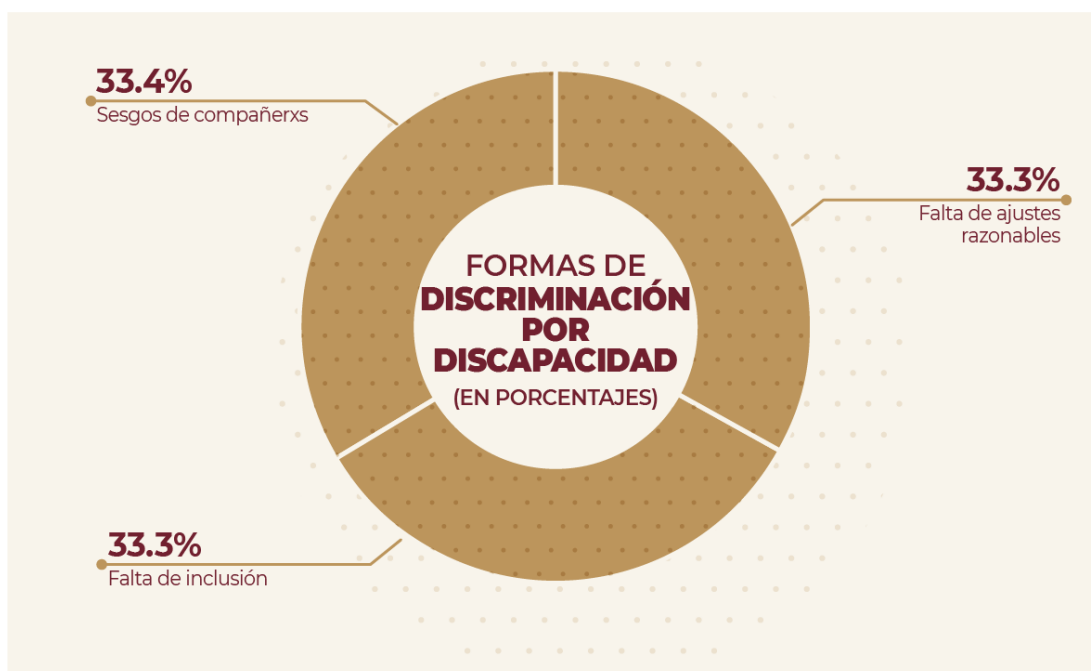 33.4%
Sesgos de compañerxs
33.3%
Falta de ajustes
razonables
FORMAS DE
DISCRIMINACIÓN
POR
DISCAPACIDAD
(EN PORCENTAJES)
33.3%
Falta de inclusión